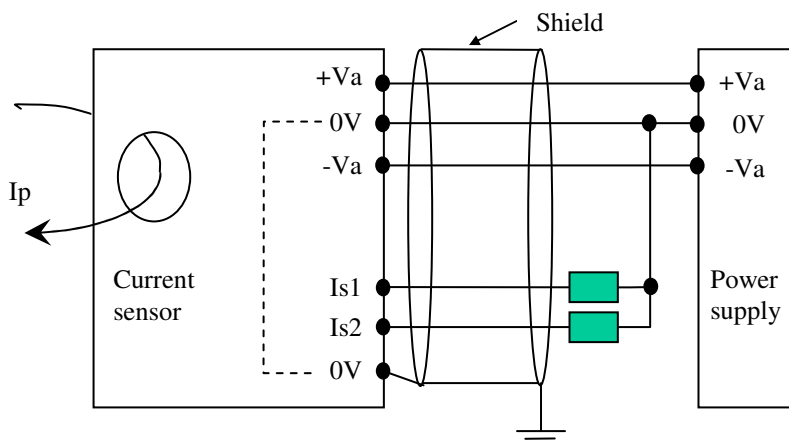 Shield
+Va
0V
-Va
Ip
Current
sensor
Is1
Is2
0V
+Va
0V
-Va
Power
supply